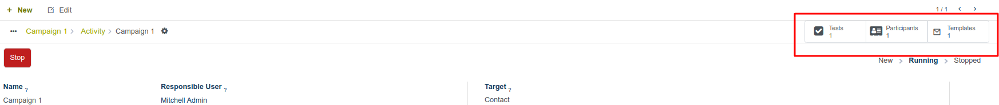 + New Edit 1 / 1
... Campaign 1 > Activity > Campaign 1 Tests 1 Participants 1 Templates 1
Stop
New > Running > Stopped
Name ? Responsible User ? Target ?
Campaign 1 Mitchell Admin Contact